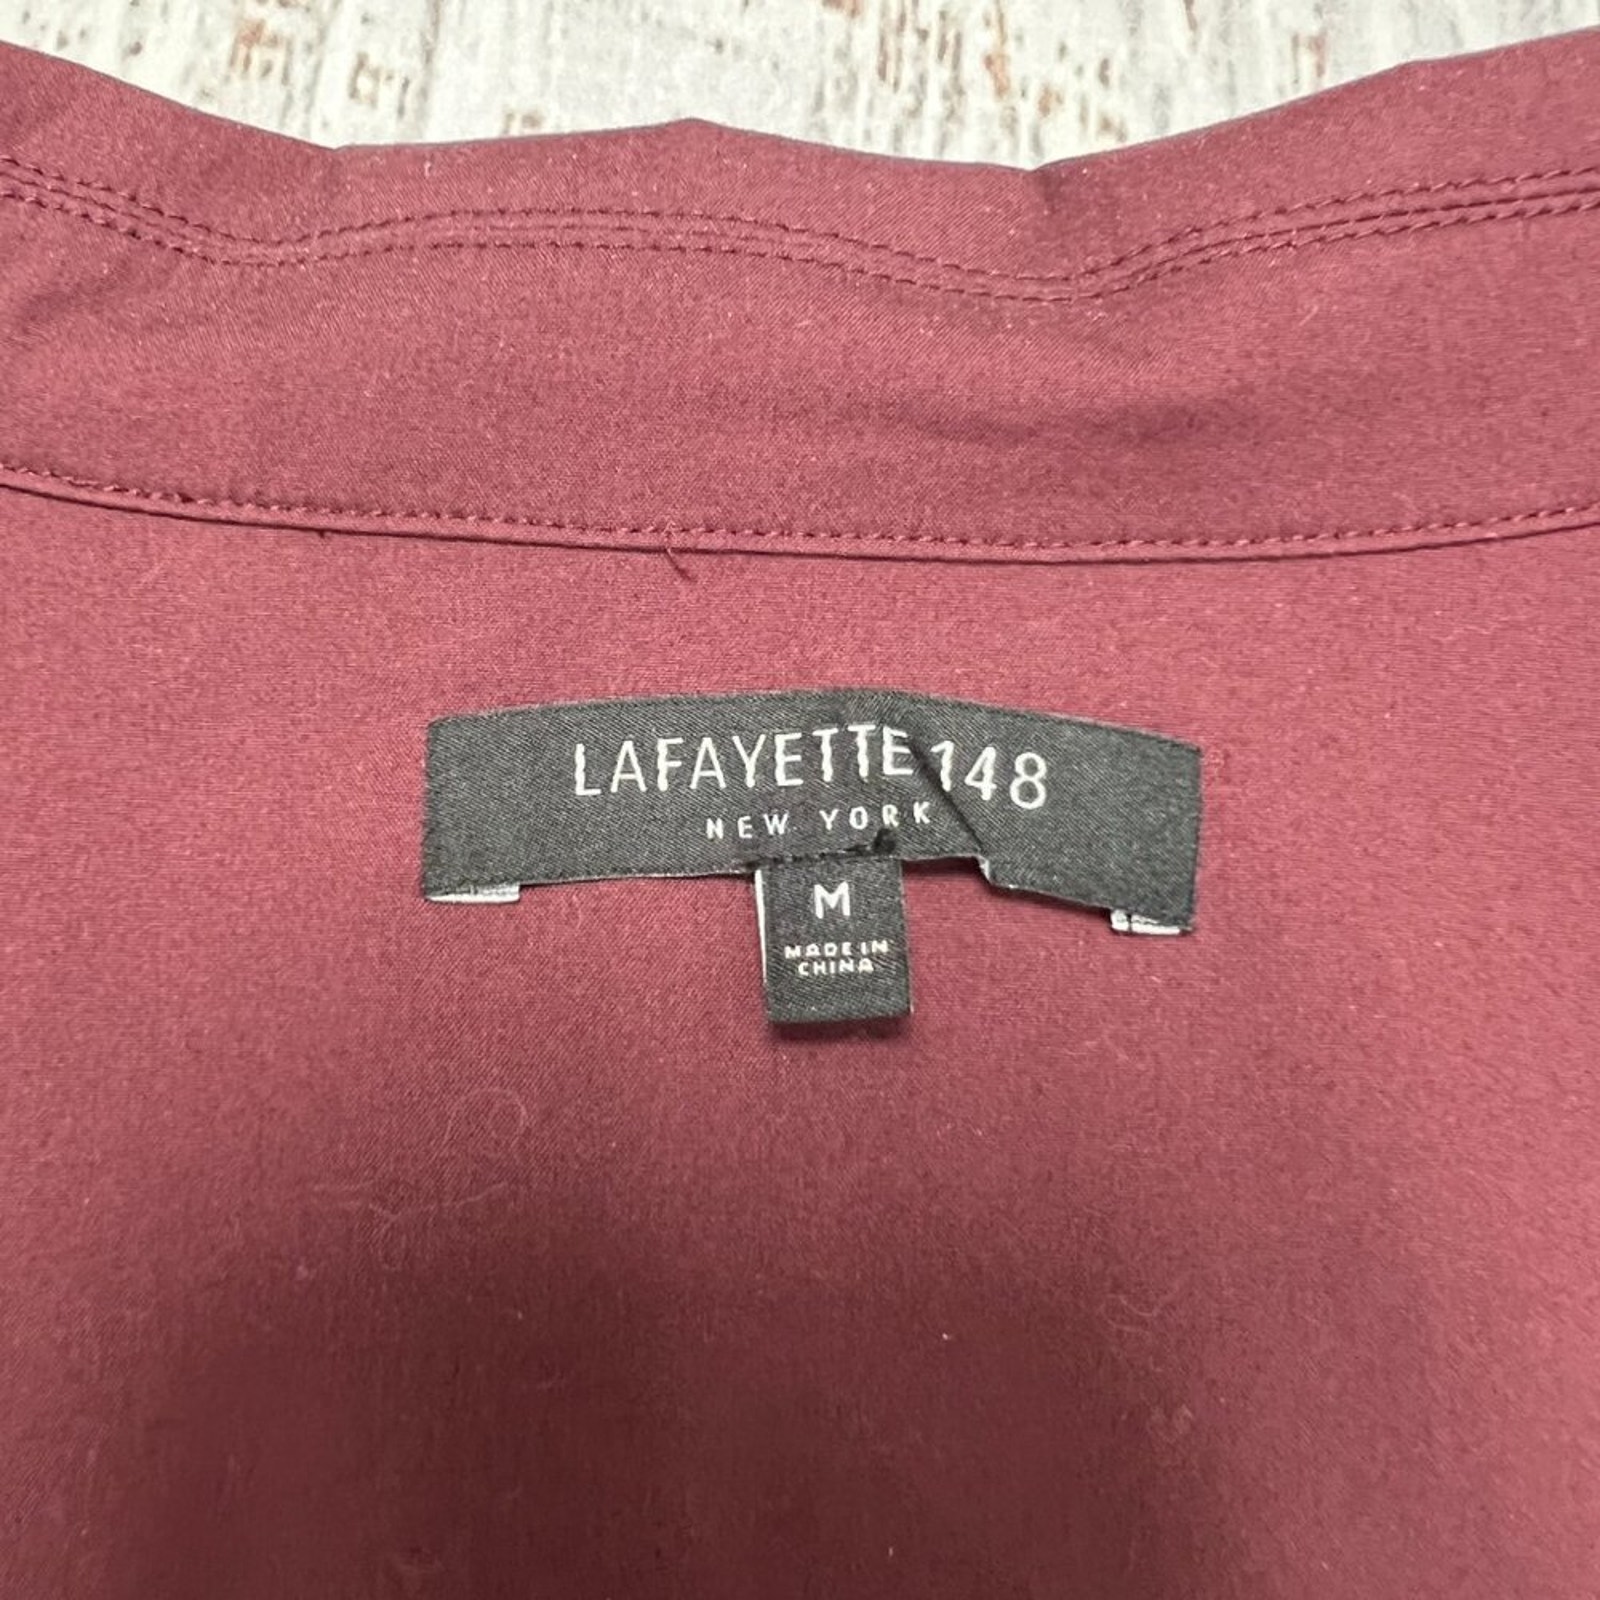 LAFAYETTE 148
NEW YORK
M
MADE IN
CHINA